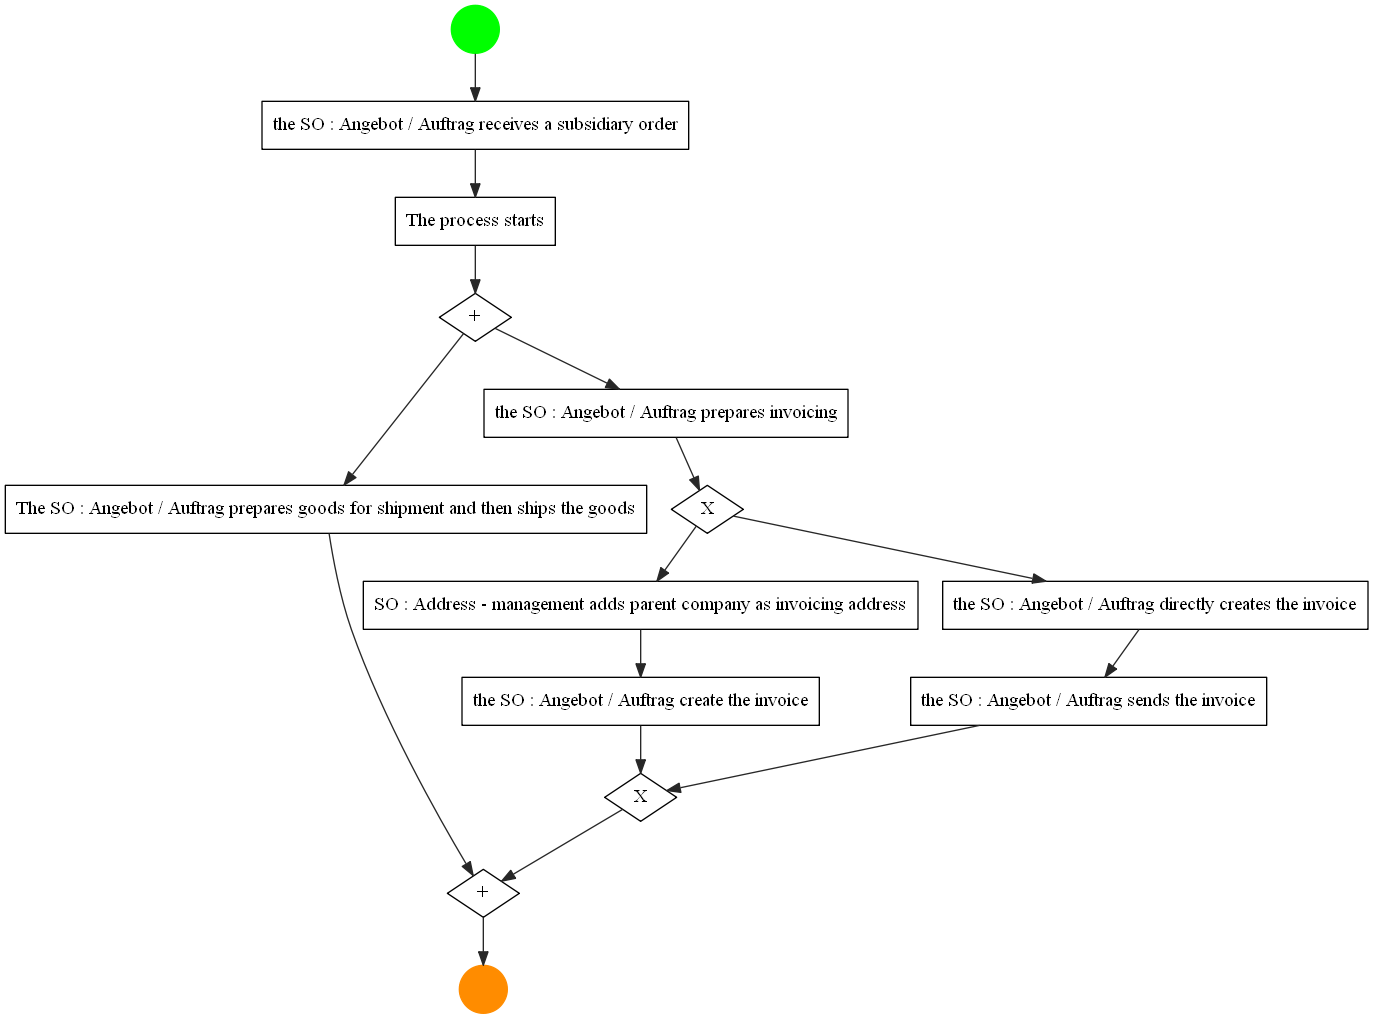 the SO : Angebot / Auftrag receives a subsidiary order
The process starts
+
the SO : Angebot / Auftrag prepares invoicing
The SO : Angebot / Auftrag prepares goods for shipment and then ships the goods
X
SO : Address - management adds parent company as invoicing address
the SO : Angebot / Auftrag directly creates the invoice
the SO : Angebot / Auftrag create the invoice
the SO : Angebot / Auftrag sends the invoice
X
+